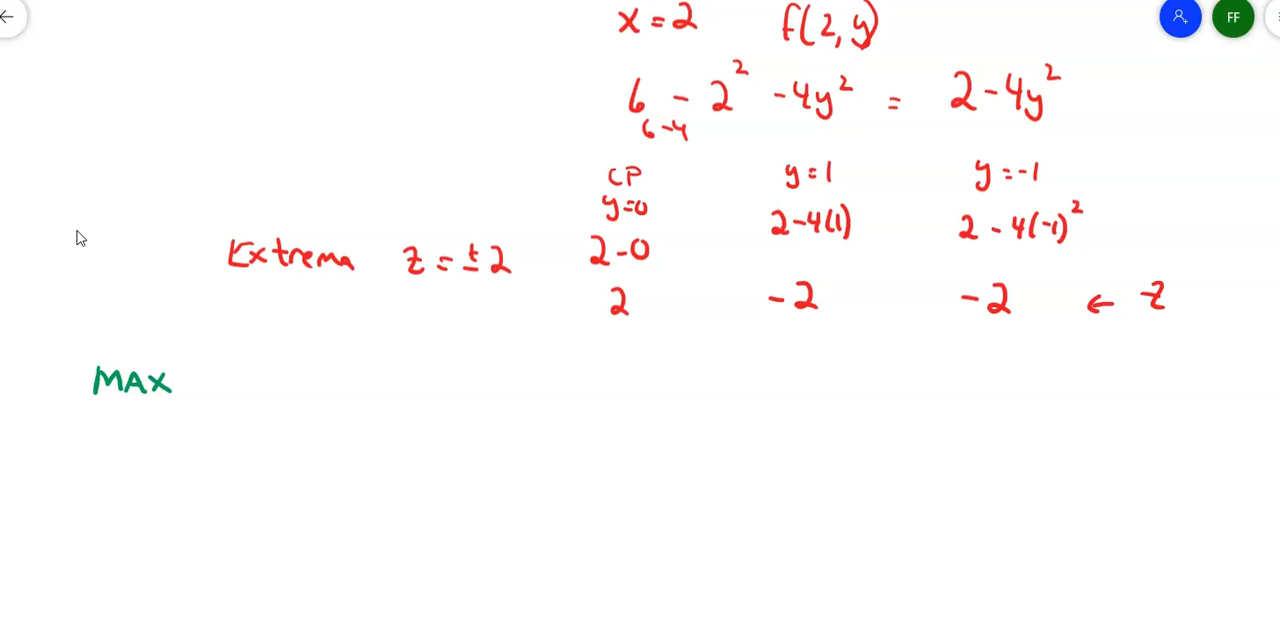 FF
x = 2 f(2, y)
6 - 2² - 4y² = 2 - 4y²
6-4
CP y = 1 y = -1
y=0 2-4(1) 2 - 4(-1)²
Extrema z = ± 2 2-0
2 -2 -2 ← z
MAX